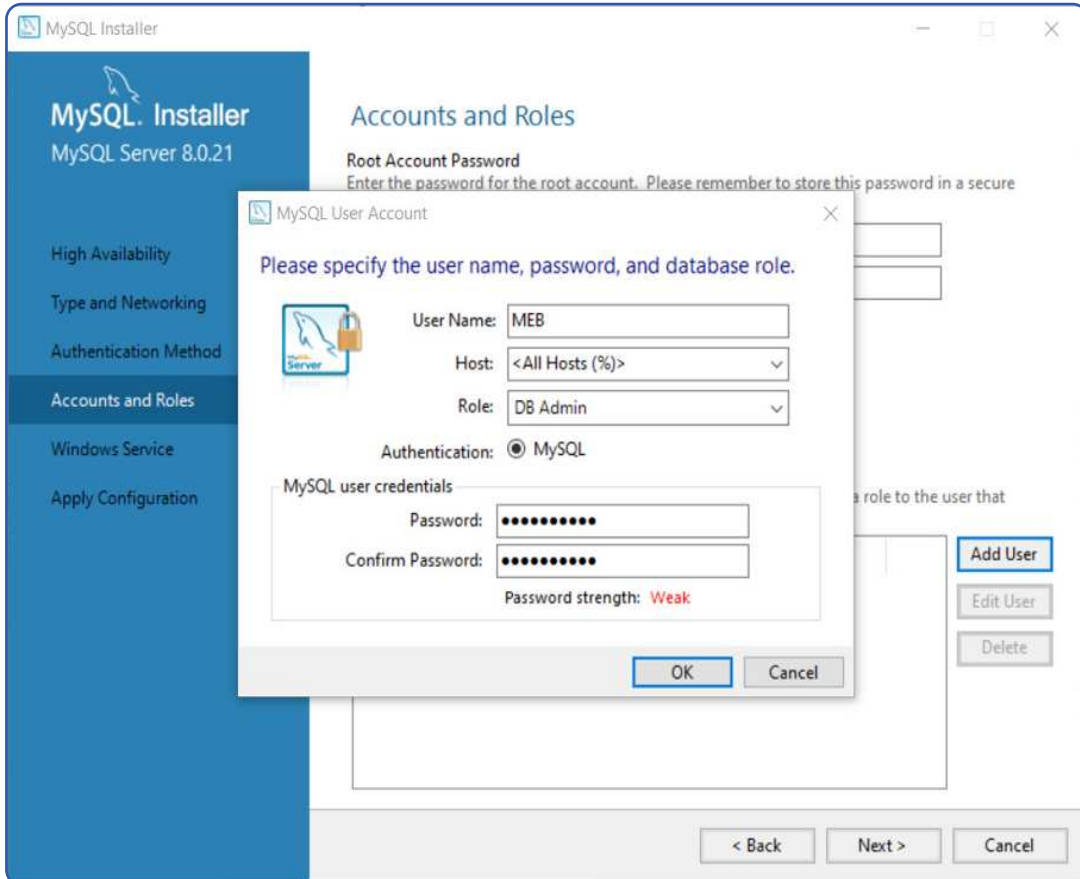 MySQL Installer
MySQL. Installer
MySQL Server 8.0.21
High Availability
Type and Networking
Authentication Method
Accounts and Roles
Windows Service
Apply Configuration
Accounts and Roles
Root Account Password
Enter the password for the root account. Please remember to store this password in a secure
MySQL User Account
Please specify the user name, password, and database role.
MySQL
Server
User Name: MEB
Host: <All Hosts (%)>
Role: DB Admin
Authentication: MySQL
MySQL user credentials
Password: ●●●●●●●●●●
Confirm Password: ●●●●●●●●●●
Password strength: Weak
OK Cancel
a role to the user that
Add User
Edit User
Delete
< Back Next > Cancel